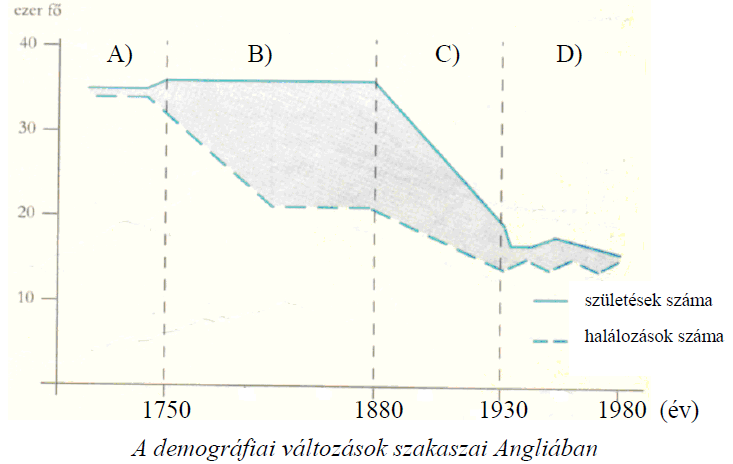 ezer fő
40
A) B) C) D)
30
20
10
születések száma
halálozások száma
1750 1880 1930 1980 (év)
A demográfiai változások szakaszai Angliában